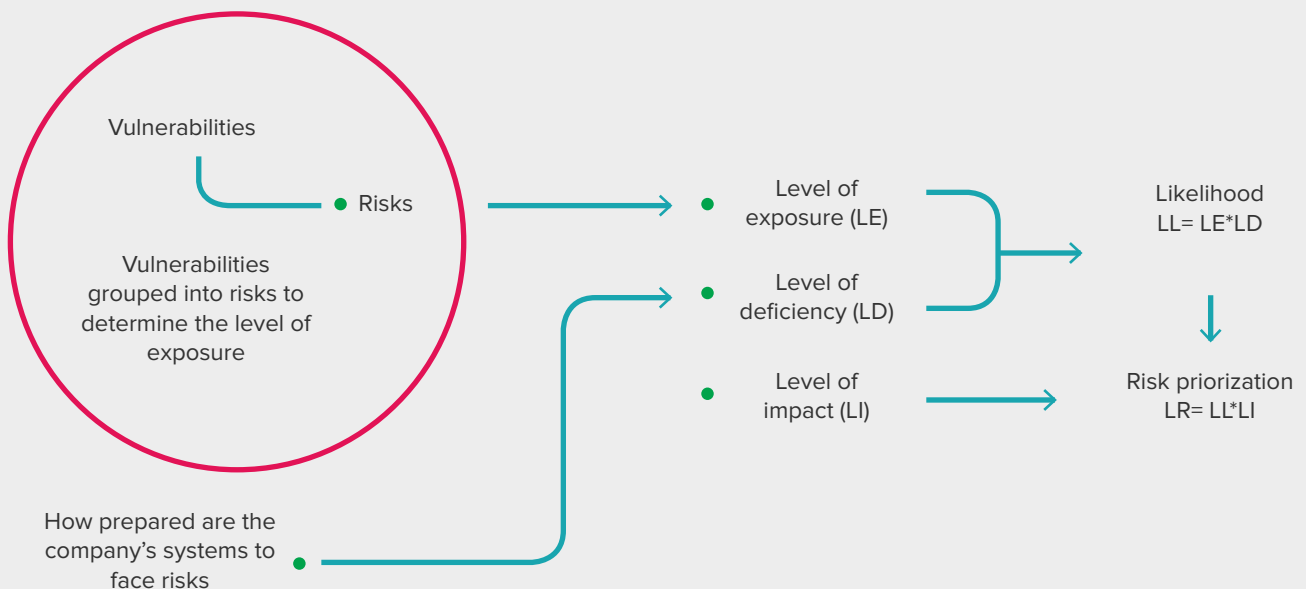 Vulnerabilities
Risks
Vulnerabilities
grouped into risks to
determine the level of
exposure
How prepared are the
company’s systems to
face risks
Level of
exposure (LE)
Level of
deficiency (LD)
Level of
impact (LI)
Likelihood
LL= LE*LD
Risk priorization
LR= LL*LI